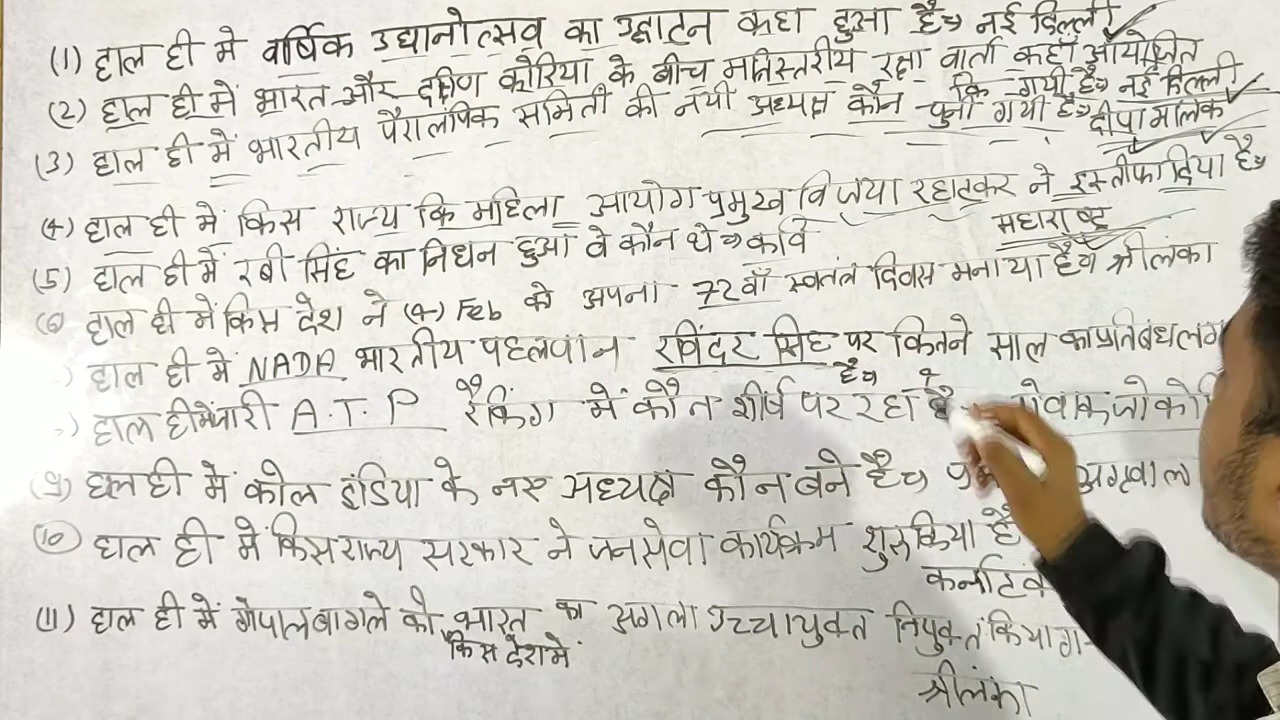 (1) हाल ही मे वार्षिक उद्यानोत्सव का उद्घाटन कहा हुआ है→ नई दिल्ली
(2) हाल ही में भारत और दक्षिण कोरिया के बीच मंत्रिस्तरीय रक्षा वार्ता कहाँ आयोजित
कि गयी है→ नई दिल्ली
(3) हाल ही में भारतीय पैरालंपिक समिती की नयी अध्यक्ष कौन चुनी गयी है→ दीपा मलिक
(4) हाल ही में किस राज्य कि महिला आयोग प्रमुख विजया रहाटकर ने इस्तीफा दिया है→
महाराष्ट्र
(5) हाल ही में रबी सिंह का निधन हुआ वे कौन थे→ कवि
(6) हाल ही में किस देश ने (4) Feb को अपना 72वाँ स्वतंत्र दिवस मनाया है→ श्रीलंका
) हाल ही में NADA भारतीय पहलवान रविंदर सिंह पर कितने साल का प्रतिबंध लग
है→ 4
) हाल ही में जारी A.T.P रैंकिंग में कौन शीर्ष पर रहा है
(9) हाल ही में कोल इंडिया के नए अध्यक्ष कौन बने है→ अग्रवाल
(10) हाल ही में किस राज्य सरकार ने जनसेवा कार्यक्रम शुरू किया है
कर्नाटक
(11) हाल ही में गोपाल बागले को भारत का अगला उच्चायुक्त नियुक्त किया ग
किस देश में
श्रीलंका